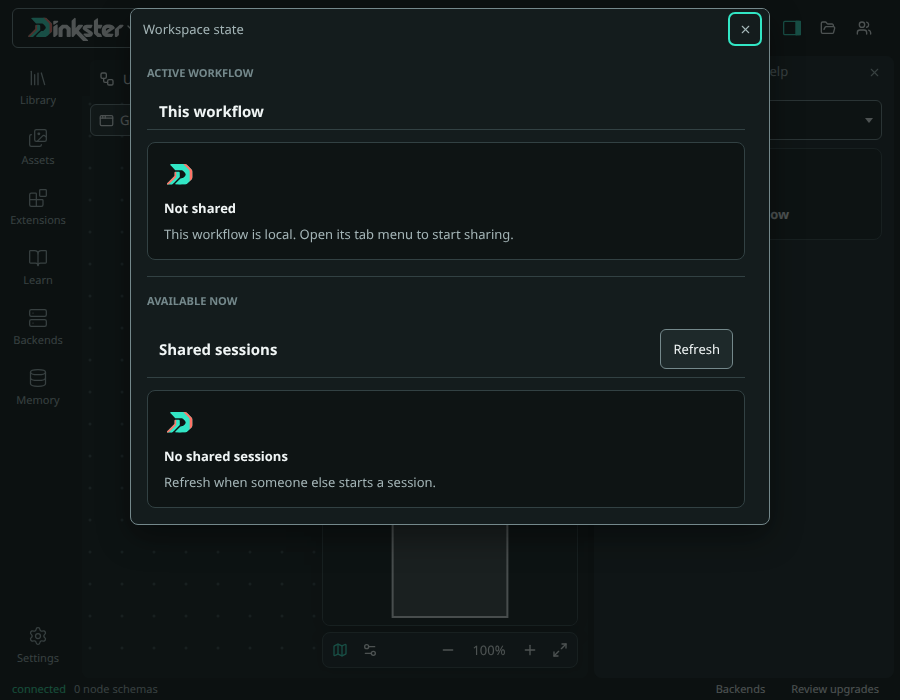 Dinkster
Workspace state
ACTIVE WORKFLOW
This workflow
Not shared
This workflow is local. Open its tab menu to start sharing.
AVAILABLE NOW
Shared sessions
Refresh
No shared sessions
Refresh when someone else starts a session.
Library
Assets
Extensions
Learn
Backends
Memory
Settings
100%
connected
0 node schemas
Backends
Review upgrades